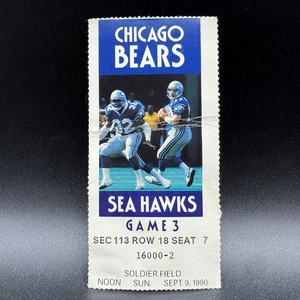 CHICAGO
BEARS
SEA HAWKS
GAME 3
SEC 113 ROW 18 SEAT 7
16000-2
SOLDIER FIELD
NOON SUN. SEPT. 9, 1990